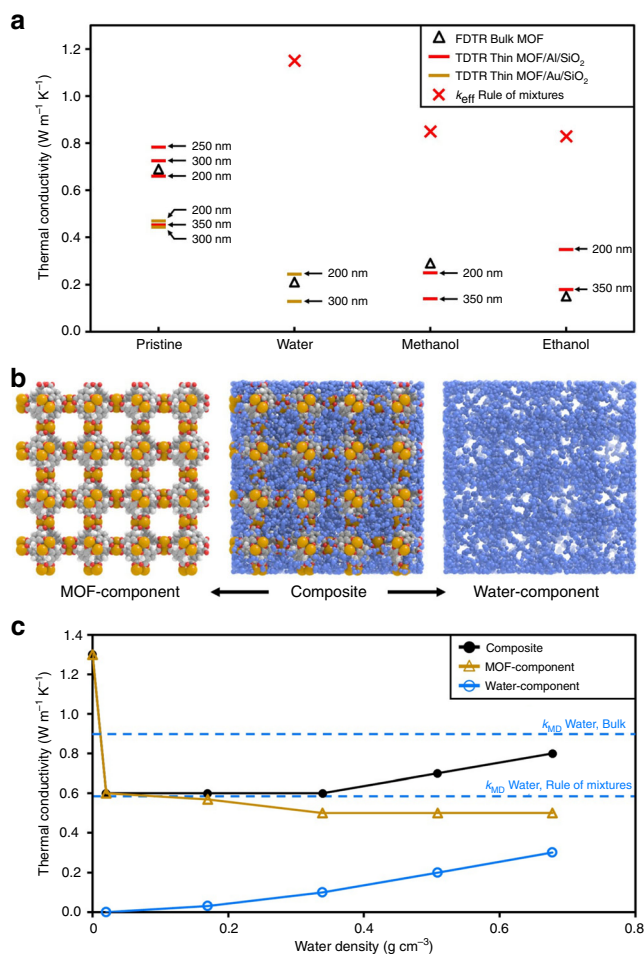 a
Thermal conductivity (W m⁻¹ K⁻¹)
1.2
1.0
0.8
0.6
0.4
0.2
0.0
FDTR Bulk MOF
TDTR Thin MOF/Al/SiO₂
TDTR Thin MOF/Au/SiO₂
k_eff Rule of mixtures
250 nm
300 nm
200 nm
200 nm
350 nm
300 nm
200 nm
300 nm
200 nm
350 nm
200 nm
350 nm
Pristine
Water
Methanol
Ethanol
b
MOF-component
Composite
Water-component
c
Thermal conductivity (W m⁻¹ K⁻¹)
1.4
1.2
1.0
0.8
0.6
0.4
0.2
0.0
Composite
MOF-component
Water-component
k_MD Water, Bulk
k_MD Water, Rule of mixtures
0
0.2
0.4
0.6
0.8
Water density (g cm⁻³)